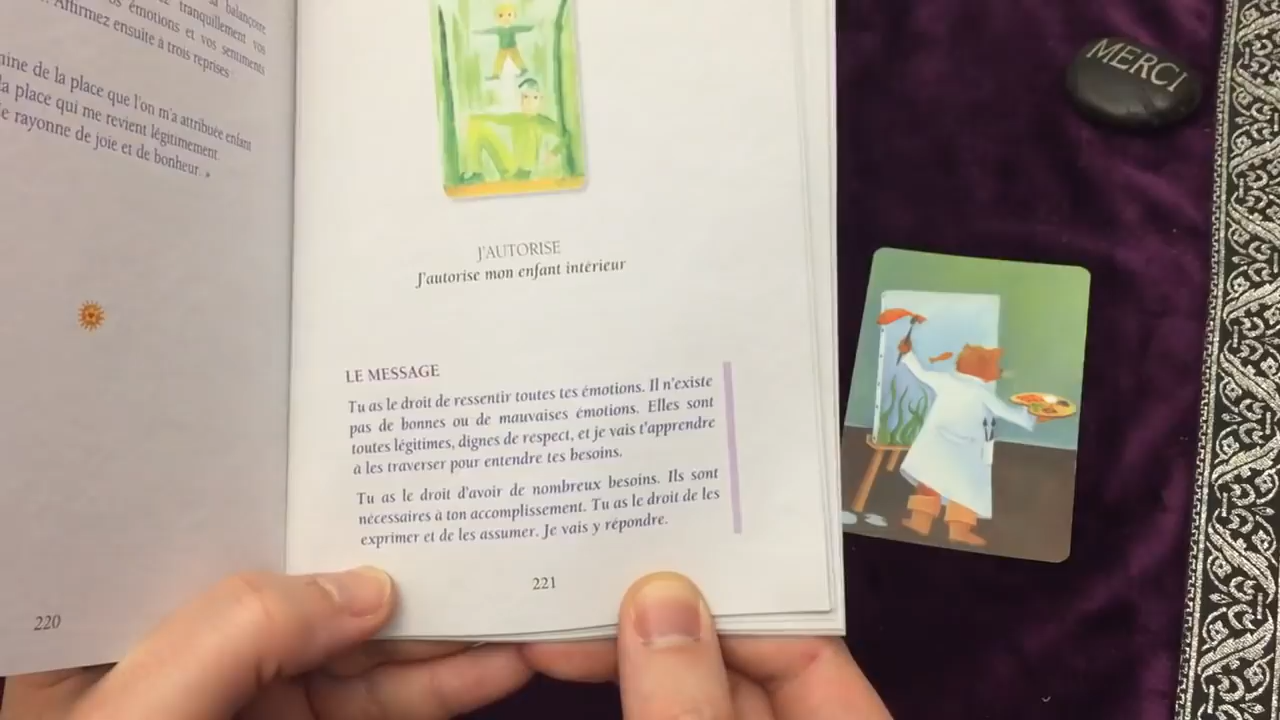 balançoire
tranquillement vos
émotions et vos sentiments
Affirmez ensuite à trois reprises
de la place que l'on m'a attribuée enfant
la place qui me revient légitimement.
rayonne de joie et de bonheur. »
220
J'AUTORISE
J'autorise mon enfant intérieur
LE MESSAGE
Tu as le droit de ressentir toutes tes émotions. Il n'existe
pas de bonnes ou de mauvaises émotions. Elles sont
toutes légitimes, dignes de respect, et je vais t'apprendre
à les traverser pour entendre tes besoins.
Tu as le droit d'avoir de nombreux besoins. Ils sont
nécessaires à ton accomplissement. Tu as le droit de les
exprimer et de les assumer. Je vais y répondre.
221
MERCI